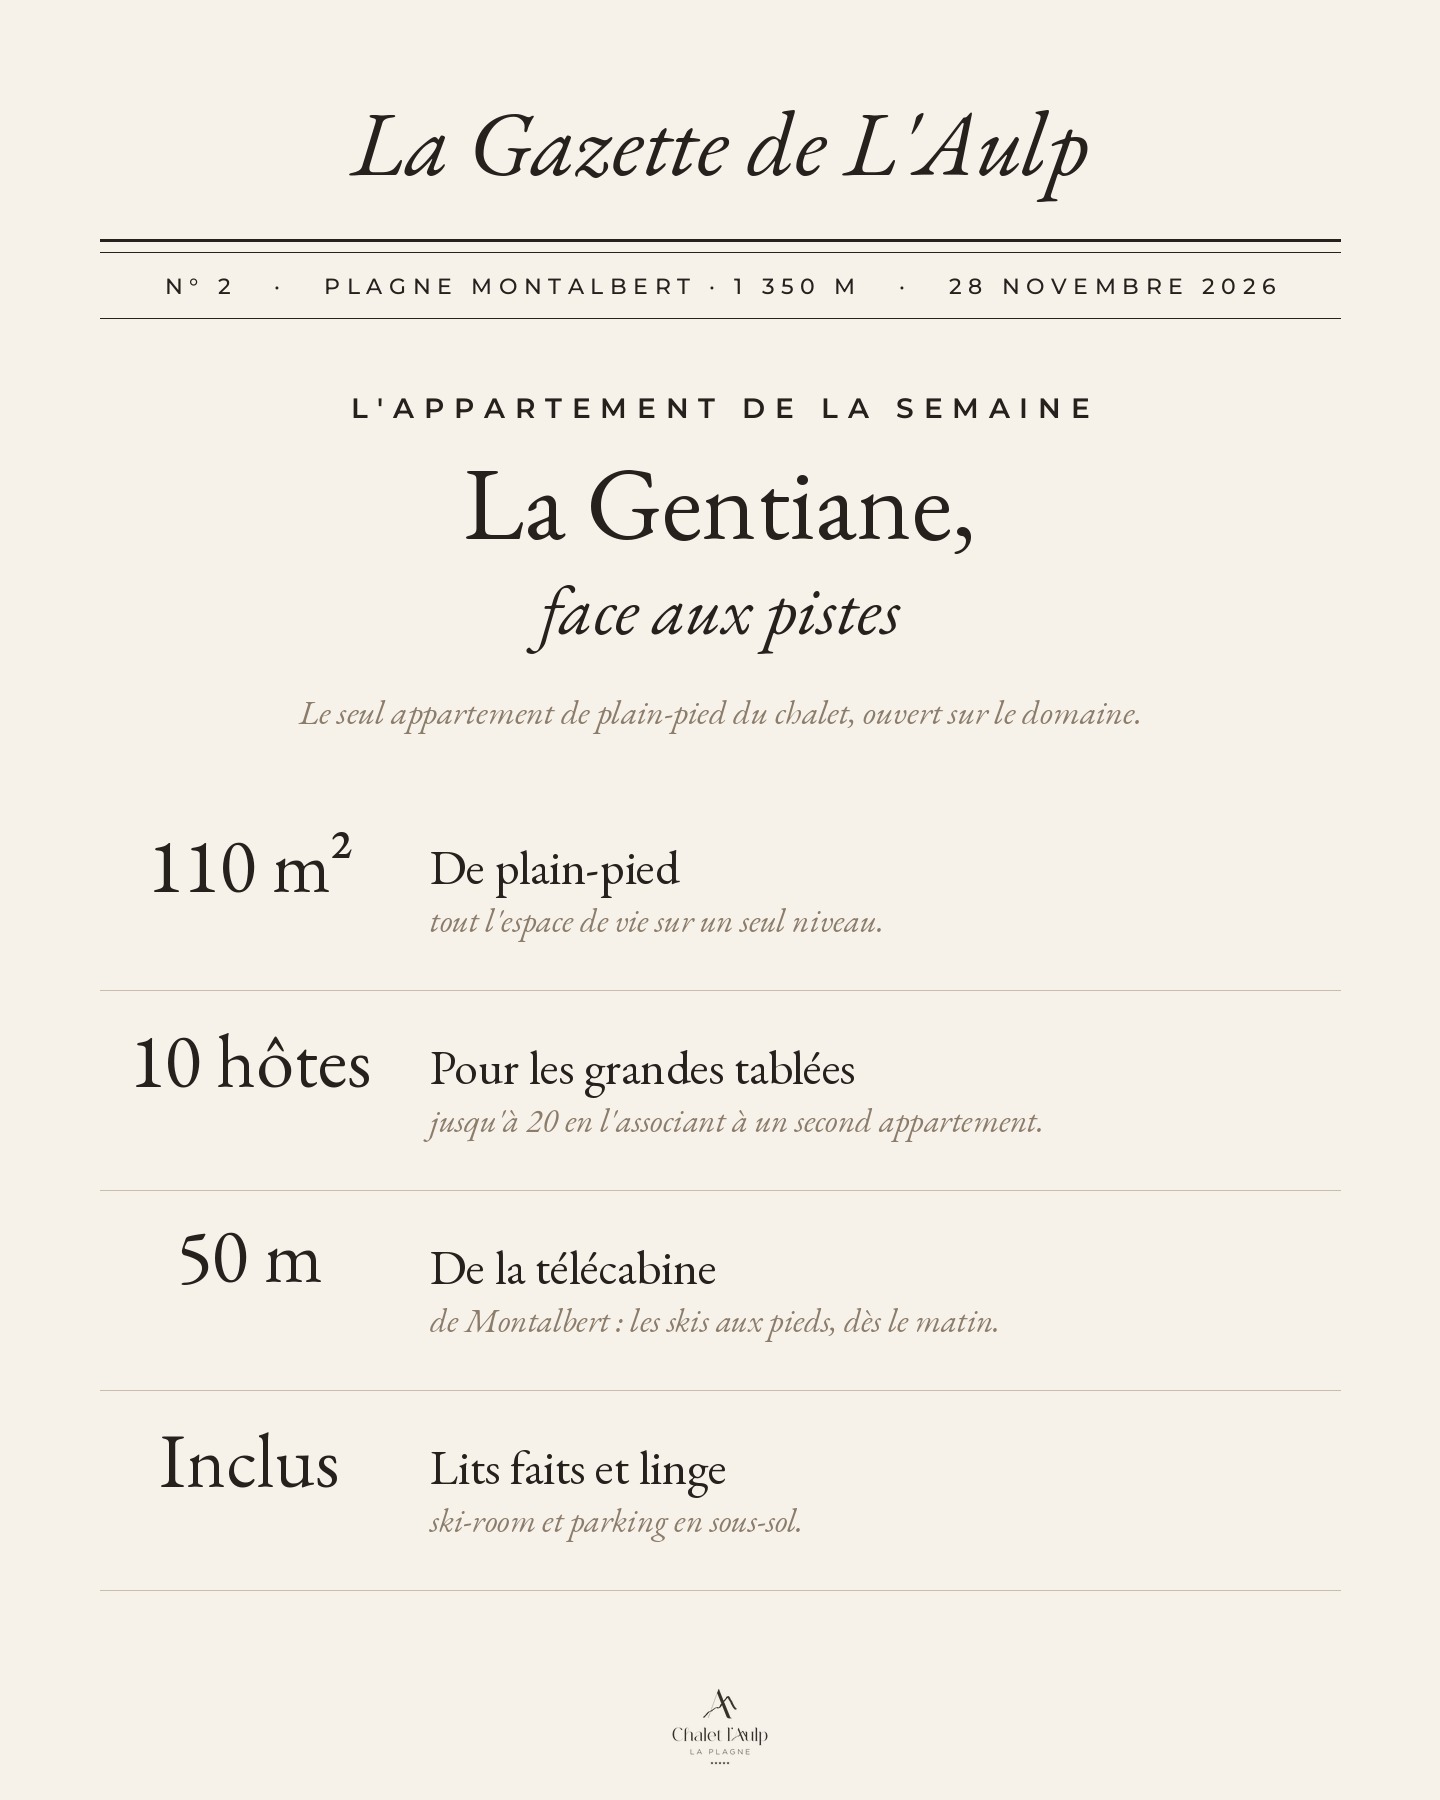 La Gazette de L'Aulp
N° 2 · PLAGNE MONTALBERT · 1 350 M · 28 NOVEMBRE 2026
L'APPARTEMENT DE LA SEMAINE
La Gentiane,
face aux pistes
Le seul appartement de plain-pied du chalet, ouvert sur le domaine.
110 m²
De plain-pied
tout l'espace de vie sur un seul niveau.
10 hôtes
Pour les grandes tablées
jusqu'à 20 en l'associant à un second appartement.
50 m
De la télécabine
de Montalbert : les skis aux pieds, dès le matin.
Inclus
Lits faits et linge
ski-room et parking en sous-sol.
Chalet l'Aulp
LA PLAGNE